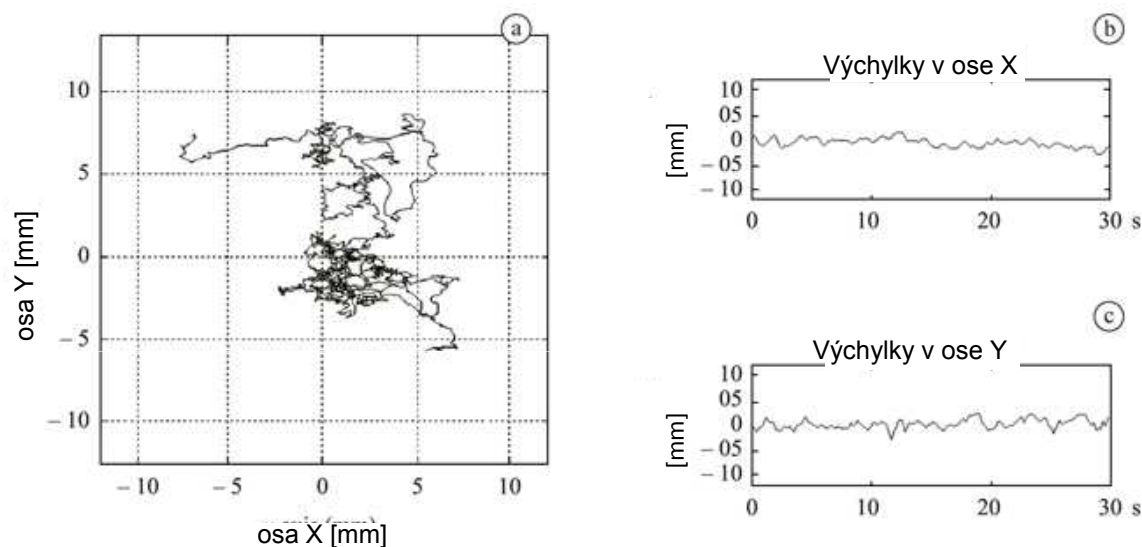 a
10
5
0
– 5
– 10
osa Y [mm]
– 10 – 5 0 5 10
osa X [mm]
b
Výchylky v ose X
10
05
0
– 05
– 10
[mm]
0 10 20 30 s
c
Výchylky v ose Y
10
05
0
– 05
– 10
[mm]
0 10 20 30 s